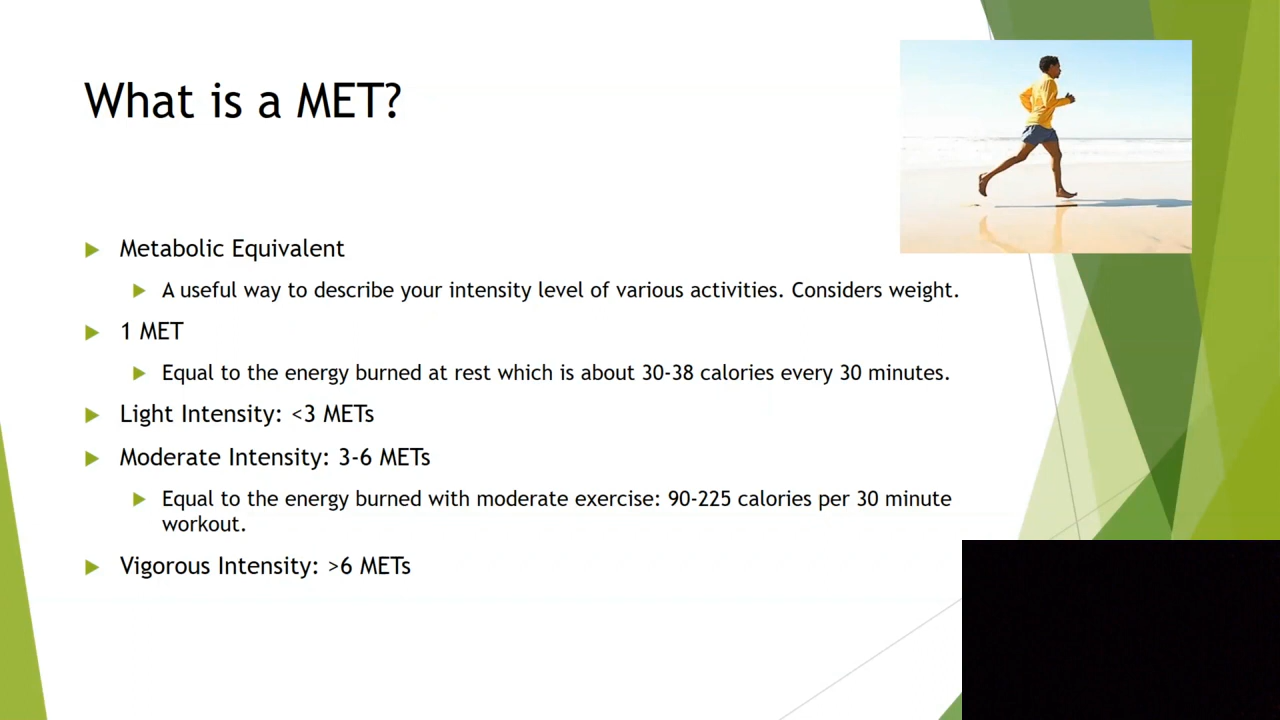 What is a MET?
Metabolic Equivalent
A useful way to describe your intensity level of various activities. Considers weight.
1 MET
Equal to the energy burned at rest which is about 30-38 calories every 30 minutes.
Light Intensity: <3 METs
Moderate Intensity: 3-6 METs
Equal to the energy burned with moderate exercise: 90-225 calories per 30 minute
workout.
Vigorous Intensity: >6 METs